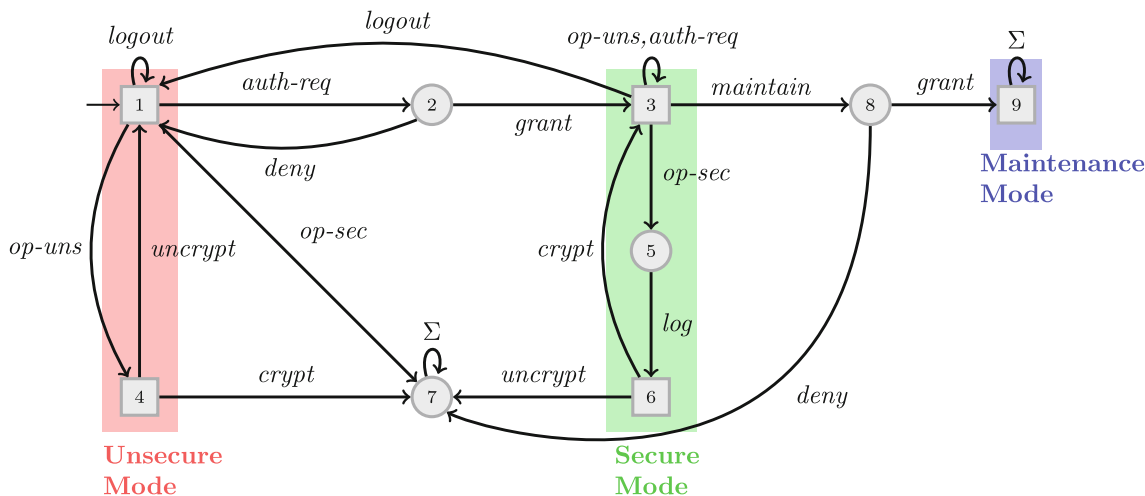 logout
logout
op-uns,auth-req
Σ
auth-req
maintain
grant
1
2
3
8
9
grant
deny
op-sec
Maintenance
Mode
op-uns
uncrypt
op-sec
crypt
5
log
Σ
crypt
uncrypt
deny
4
7
6
Unsecure
Mode
Secure
Mode